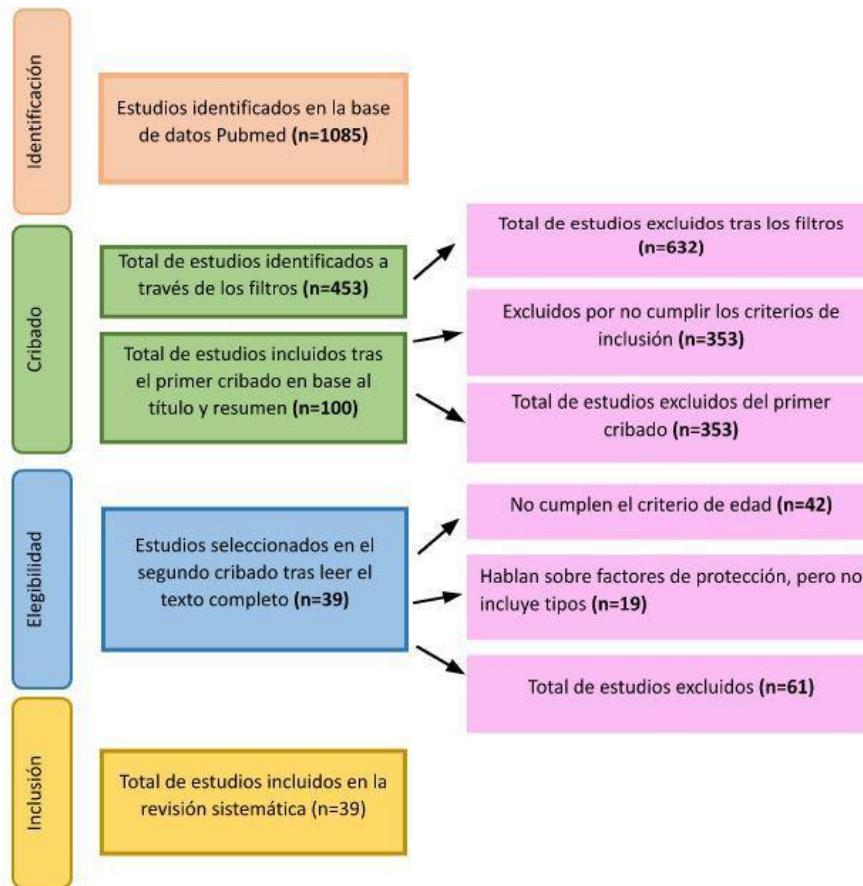 Identificación
Estudios identificados en la base
de datos Pubmed (n=1085)
Cribado
Total de estudios identificados a
través de los filtros (n=453)
Total de estudios excluidos tras los filtros
(n=632)
Total de estudios incluidos tras
el primer cribado en base al
título y resumen (n=100)
Excluidos por no cumplir los criterios de
inclusión (n=353)
Total de estudios excluidos del primer
cribado (n=353)
Elegibilidad
Estudios seleccionados en el
segundo cribado tras leer el
texto completo (n=39)
No cumplen el criterio de edad (n=42)
Hablan sobre factores de protección, pero no
incluye tipos (n=19)
Total de estudios excluidos (n=61)
Inclusión
Total de estudios incluidos en la
revisión sistemática (n=39)